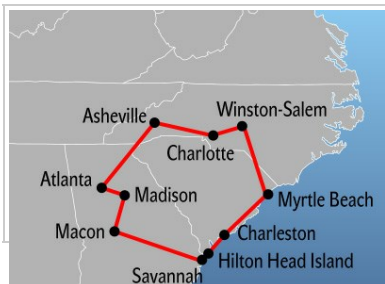 Asheville
Winston-Salem
Charlotte
Atlanta
Madison
Myrtle Beach
Macon
Charleston
Hilton Head Island
Savannah